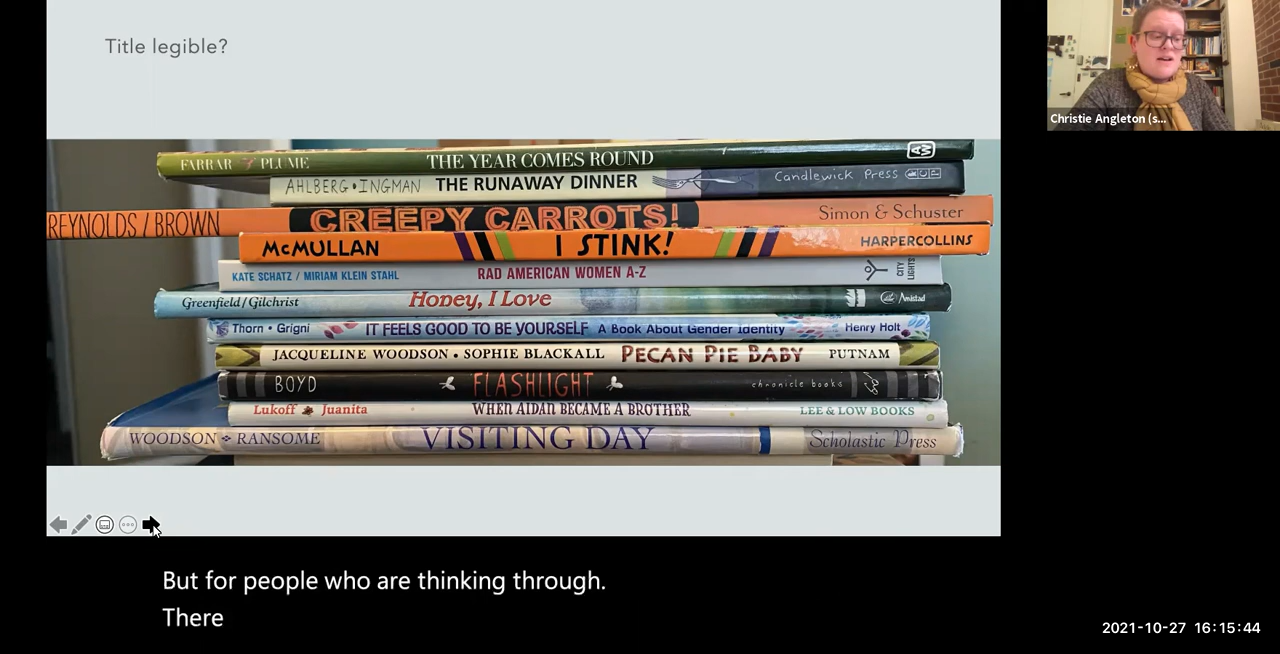 Title legible?
FARRAR PLUME THE YEAR COMES ROUND AW
AHLBERG • INGMAN THE RUNAWAY DINNER Candlewick Press
REYNOLDS / BROWN CREEPY CARROTS! Simon & Schuster
McMULLAN I STINK! HARPERCOLLINS
KATE SCHATZ / MIRIAM KLEIN STAHL RAD AMERICAN WOMEN A-Z CITY LIGHTS
Greenfield / Gilchrist Honey, I Love Amistad
Thorn • Grigni IT FEELS GOOD TO BE YOURSELF A Book About Gender Identity Henry Holt
JACQUELINE WOODSON • SOPHIE BLACKALL PECAN PIE BABY PUTNAM
BOYD FLASHLIGHT chronicle books
Lukoff Juanita WHEN AIDAN BECAME A BROTHER LEE & LOW BOOKS
WOODSON RANSOME VISITING DAY Scholastic Press
Christie Angleton (s...
But for people who are thinking through.
There
2021-10-27 16:15:44